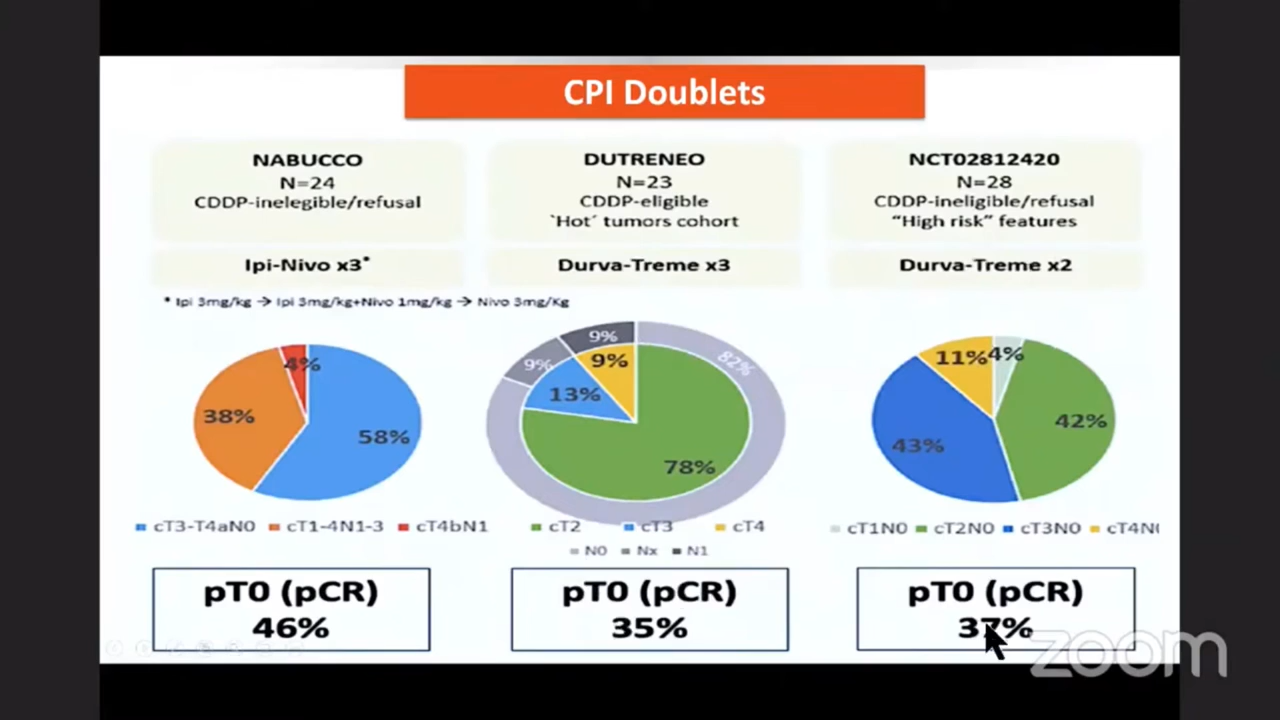 CPI Doublets
NABUCCO
N=24
CDDP-inelegible/refusal
DUTRENEO
N=23
CDDP-eligible
`Hot´ tumors cohort
NCT02812420
N=28
CDDP-ineligible/refusal
“High risk” features
Ipi-Nivo x3*
Durva-Treme x3
Durva-Treme x2
* Ipi 3mg/kg → Ipi 3mg/kg+Nivo 1mg/kg → Nivo 3mg/Kg
4%
38%
58%
9%
9%
82%
9%
13%
78%
11%
4%
42%
43%
cT3-T4aN0 cT1-4N1-3 cT4bN1
cT2 cT3 cT4
N0 Nx N1
cT1N0 cT2N0 cT3N0 cT4N0
pT0 (pCR)
46%
pT0 (pCR)
35%
pT0 (pCR)
37%
zoom